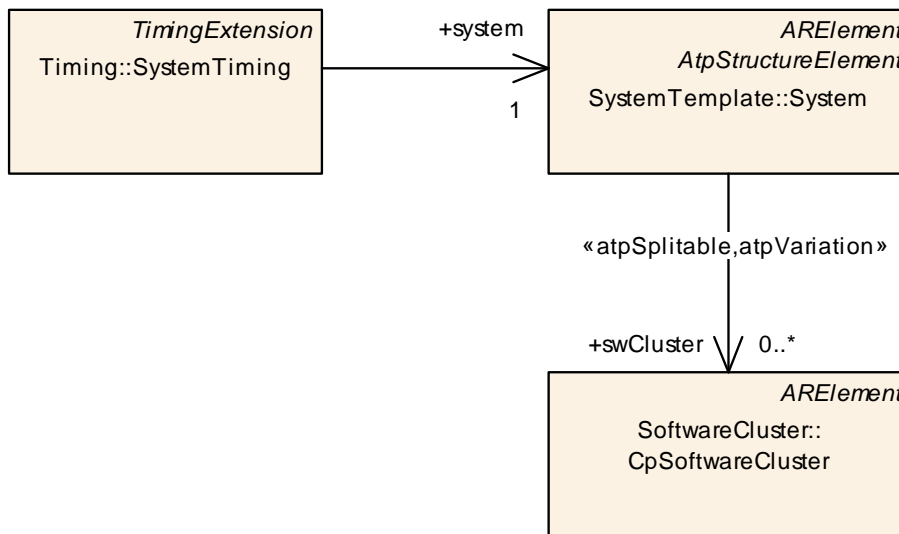 TimingExtension
Timing::SystemTiming
+system
1
ARElement
AtpStructureElement
SystemTemplate::System
«atpSplitable,atpVariation»
+swCluster 0..*
ARElement
SoftwareCluster::
CpSoftwareCluster